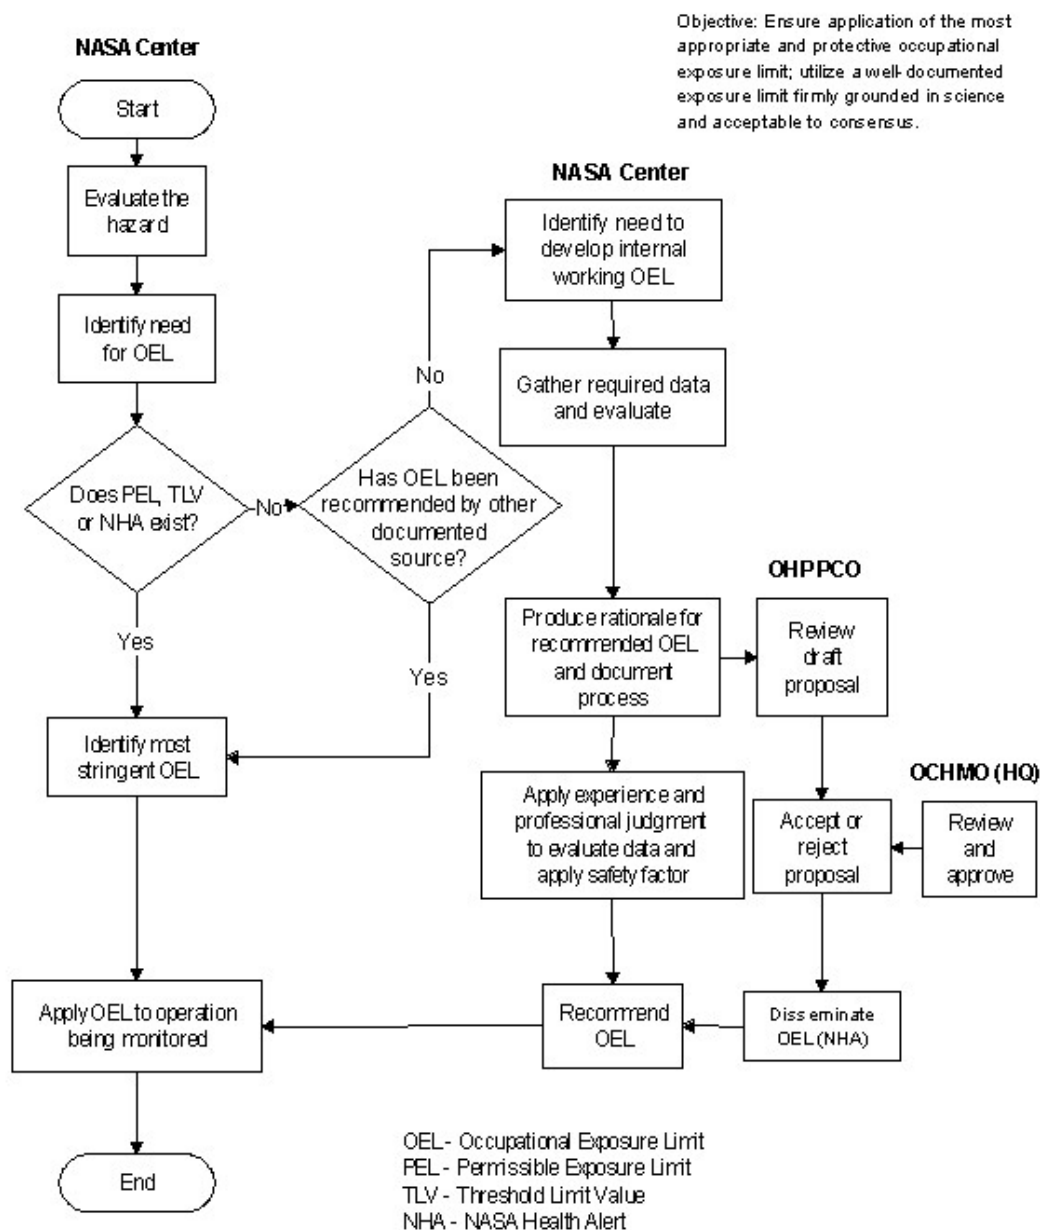 Objective: Ensure application of the most
appropriate and protective occupational
exposure limit; utilize a well-documented
exposure limit firmly grounded in science
and acceptable to consensus.
NASA Center
Start
Evaluate the
hazard
Identify need
for OEL
Does PEL, TLV
or NHA exist?
No
Yes
Has OEL been
recommended by other
documented
source?
No
Yes
Identify most
stringent OEL
Apply OEL to operation
being monitored
End
NASA Center
Identify need to
develop internal
working OEL
Gather required data
and evaluate
Produce rationale for
recommended OEL
and document
process
Apply experience and
professional judgment
to evaluate data and
apply safety factor
Recommend
OEL
OHPPCO
Review
draft
proposal
Accept or
reject
proposal
OCHMO (HQ)
Review
and
approve
Disseminate
OEL (NHA)
OEL - Occupational Exposure Limit
PEL - Permissible Exposure Limit
TLV - Threshold Limit Value
NHA - NASA Health Alert